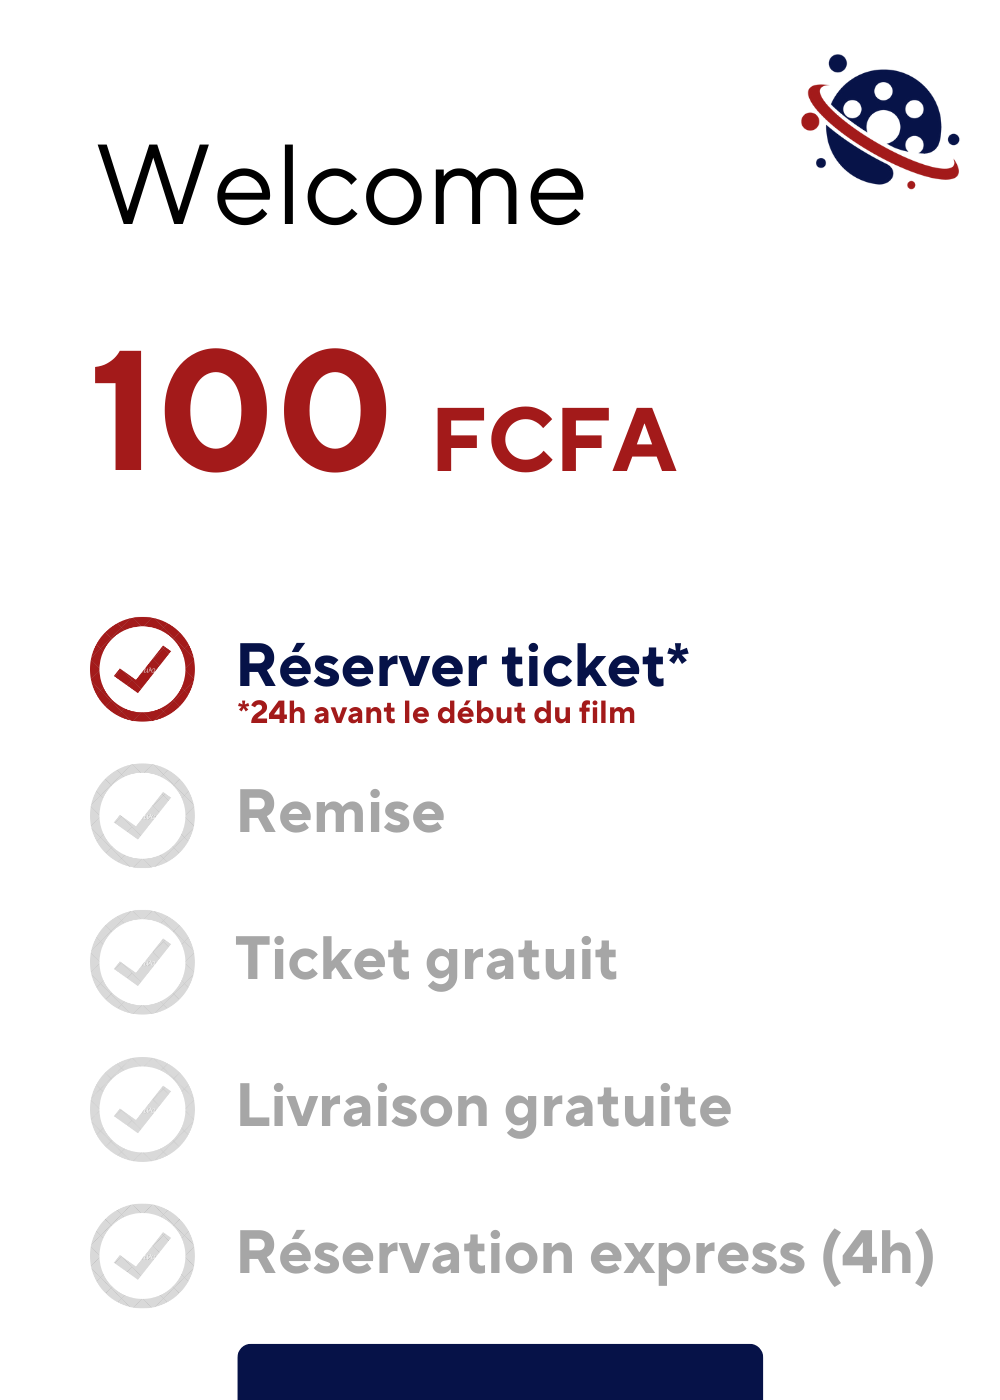 Welcome
100 FCFA
Réserver ticket*
*24h avant le début du film
Remise
Ticket gratuit
Livraison gratuite
Réservation express (4h)